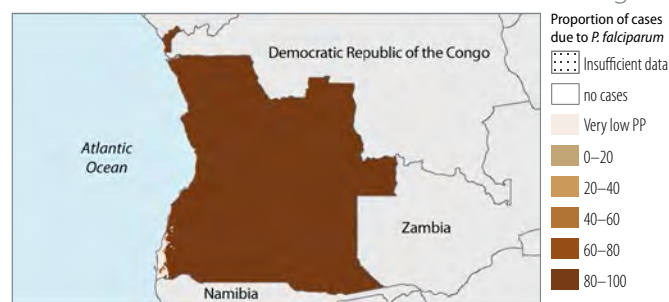 Proportion of cases
due to P. falciparum
Insufficient data
no cases
Very low PP
0–20
20–40
40–60
60–80
80–100
Democratic Republic of the Congo
Atlantic
Ocean
Zambia
Namibia